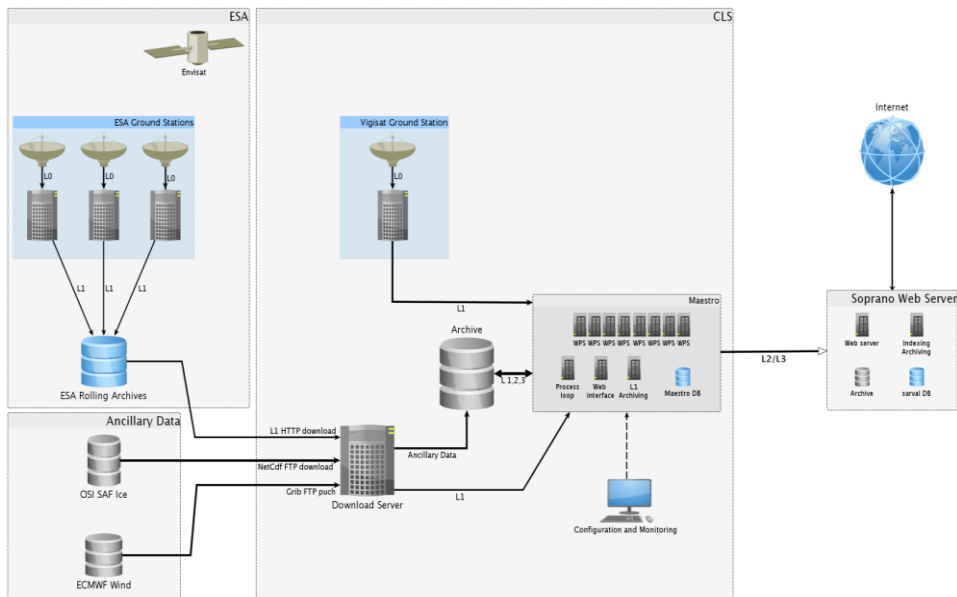 ESA
Envisat
ESA Ground Stations
L0
L0
L0
L1
L1
L1
ESA Rolling Archives
Ancillary Data
OSI SAF Ice
ECMWF Wind
CLS
Vigisat Ground Station
L0
L1
Archive
L 1,2,3
L1 HTTP download
NetCdf FTP download
Grib FTP puch
Download Server
Ancillary Data
L1
Maestro
WPS WPS WPS WPS WPS WPS WPS WPS
Process
loop
Web
interface
L1
Archiving
Maestro DB
Configuration and Monitoring
L2/L3
Internet
Soprano Web Server
Web server
Indexing
Archiving
Archive
sarval DB